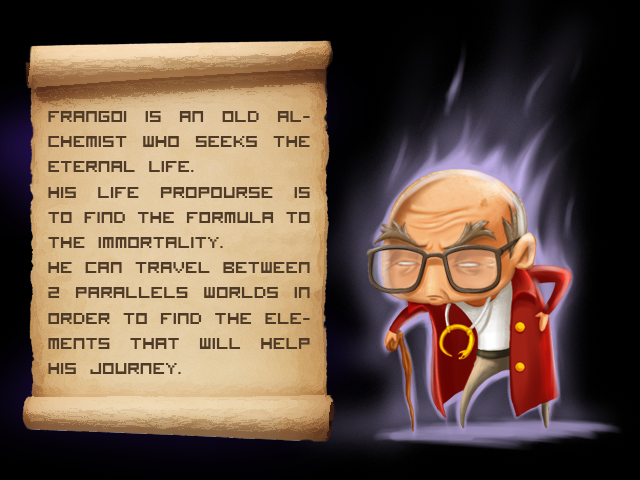 FRANGOI IS AN OLD AL-
CHEMIST WHO SEEKS THE
ETERNAL LIFE.
HIS LIFE PROPOURSE IS
TO FIND THE FORMULA TO
THE IMMORTALITY.
HE CAN TRAVEL BETWEEN
2 PARALLELS WORLDS IN
ORDER TO FIND THE ELE-
MENTS THAT WILL HELP
HIS JOURNEY.